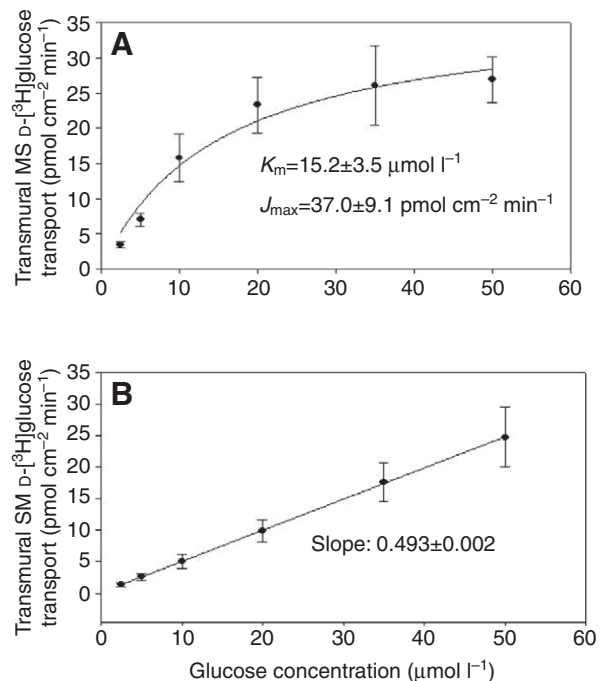 A
Transmural MS D-[³H]glucose
transport (pmol cm⁻² min⁻¹)
35
30
25
20
15
10
5
0
Kₘ=15.2±3.5 μmol l⁻¹
Jmax=37.0±9.1 pmol cm⁻² min⁻¹
0 10 20 30 40 50 60
B
Transmural SM D-[³H]glucose
transport (pmol cm⁻² min⁻¹)
35
30
25
20
15
10
5
0
Slope: 0.493±0.002
0 10 20 30 40 50 60
Glucose concentration (μmol l⁻¹)